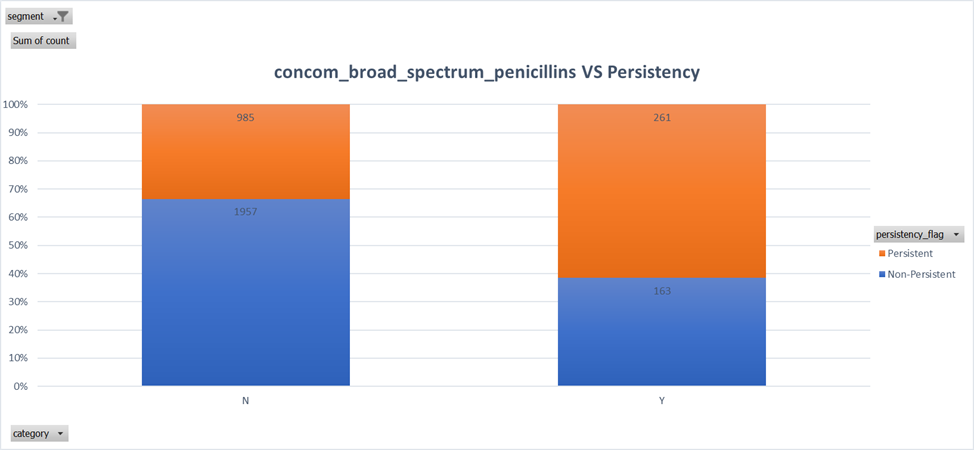 segment
Sum of count
concom_broad_spectrum_penicillins VS Persistency
100%
90%
80%
70%
60%
50%
40%
30%
20%
10%
0%
985
1957
261
163
N
Y
persistency_flag
Persistent
Non-Persistent
category